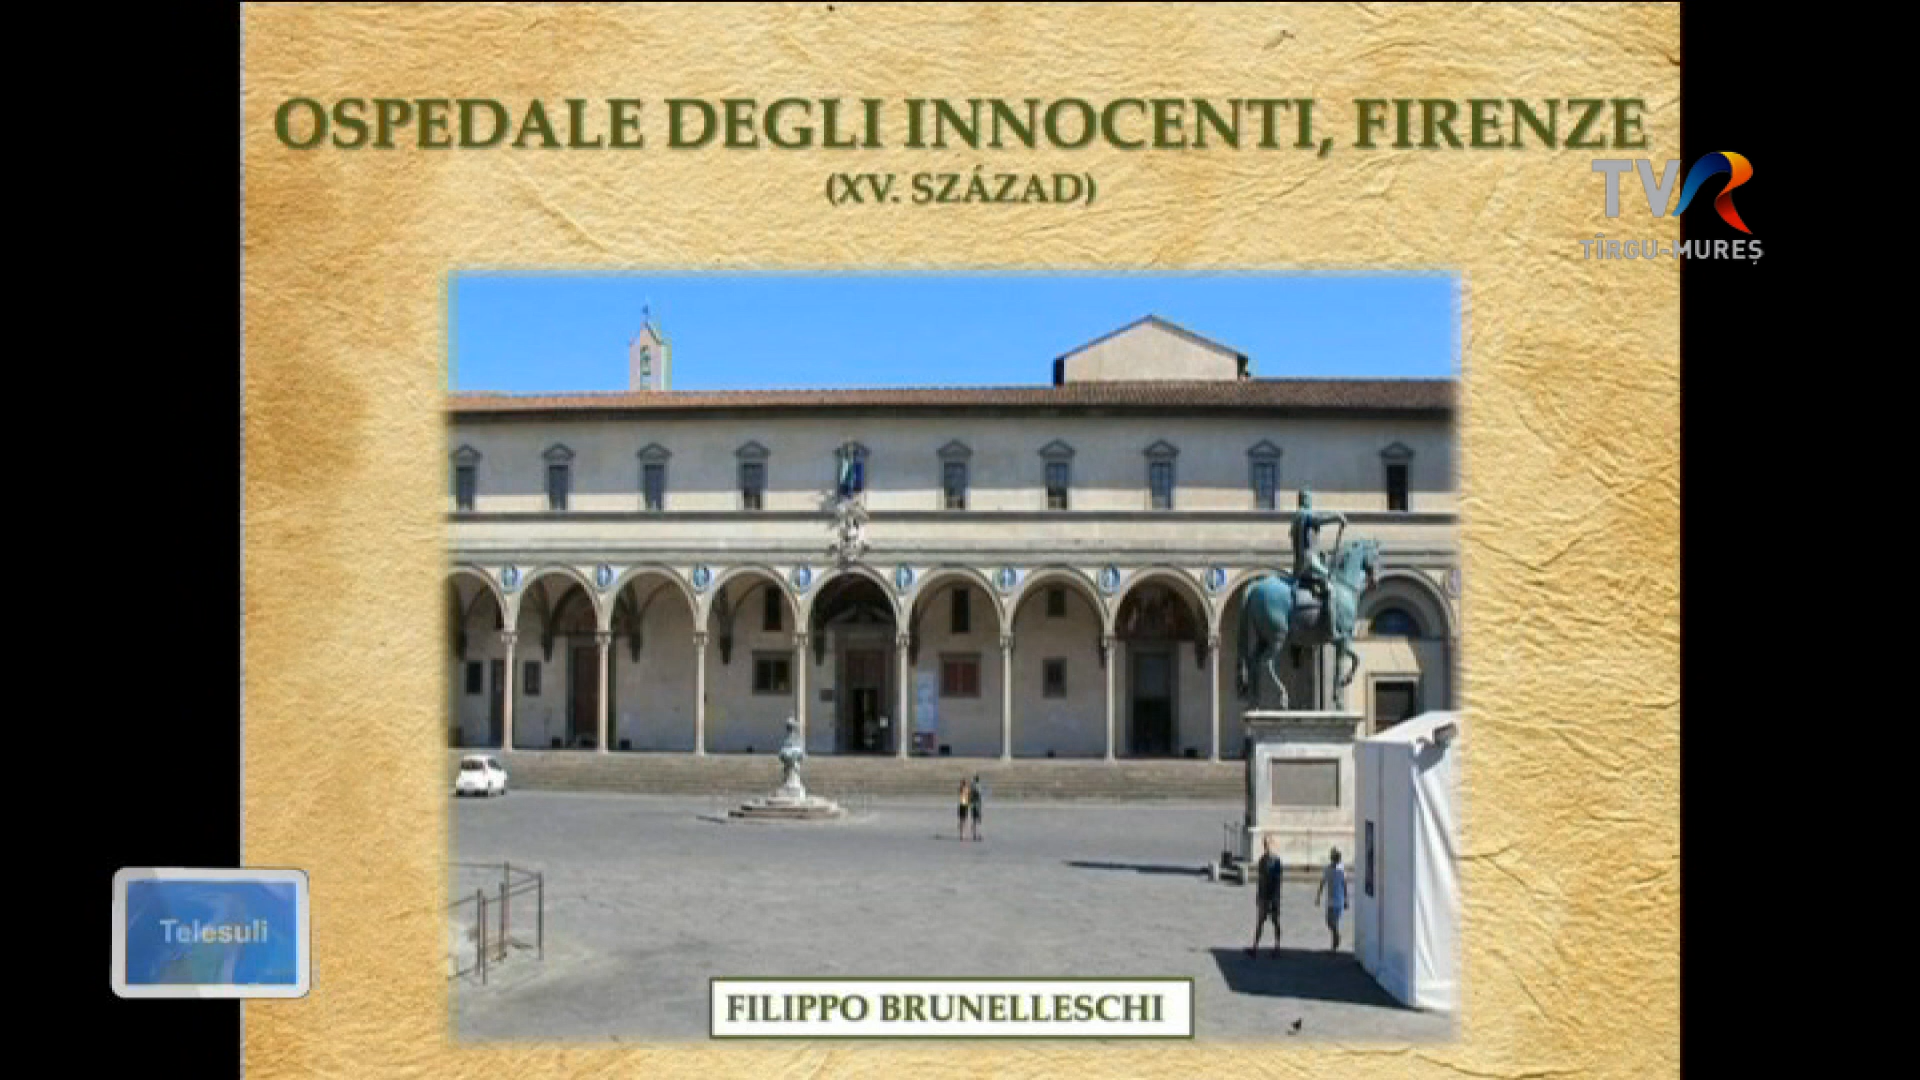 OSPEDALE DEGLI INNOCENTI, FIRENZE
(XV. SZÁZAD)
TVR
TÎRGU-MUREȘ
Telesuli
FILIPPO BRUNELLESCHI